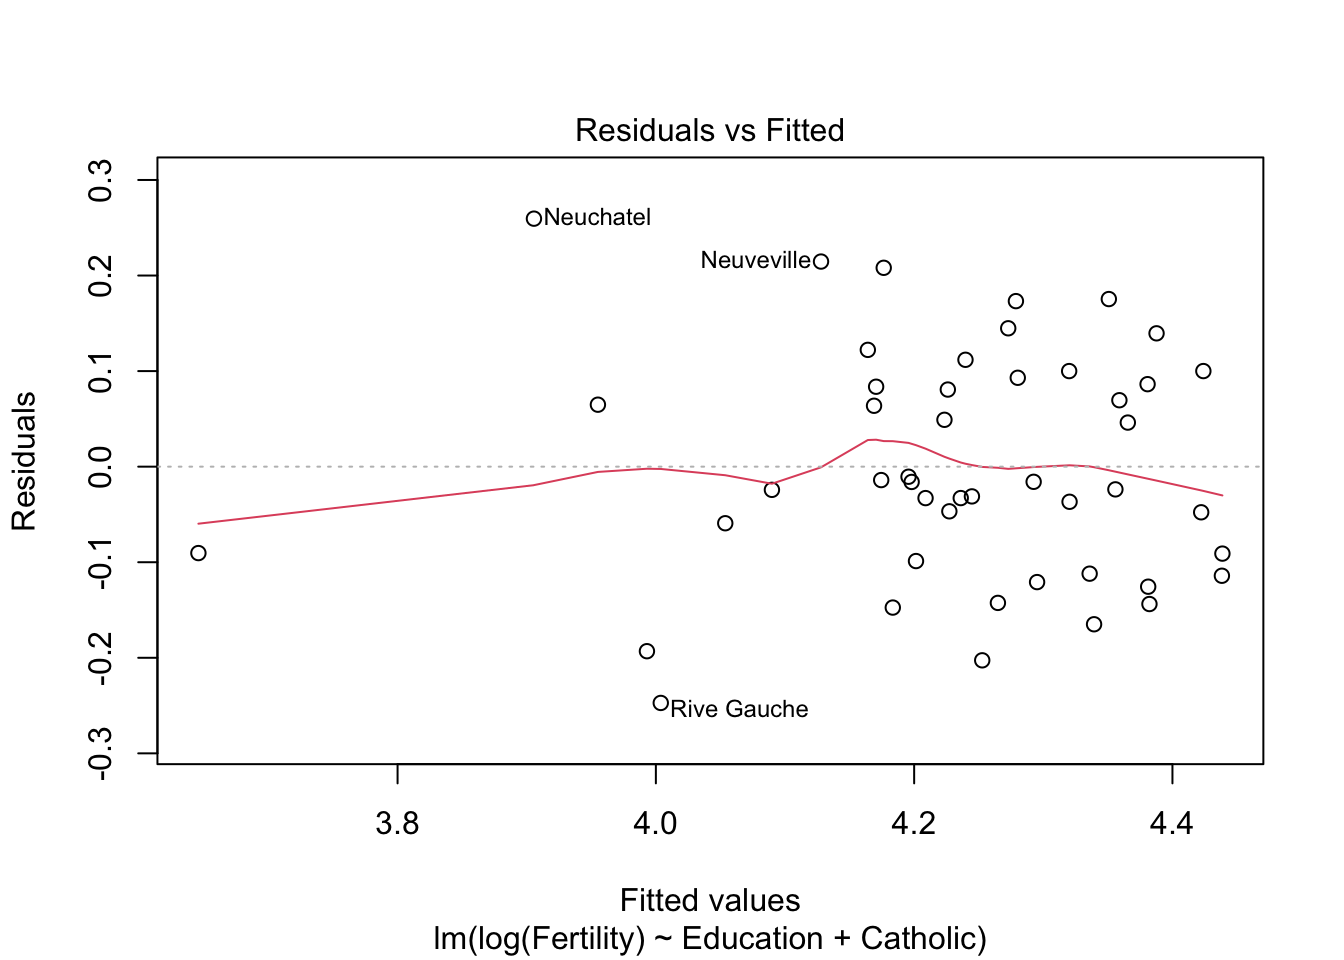 Residuals vs Fitted
Residuals
0.3
0.2
0.1
0.0
-0.1
-0.2
-0.3
Neuchatel
Neuveville
Rive Gauche
3.8 4.0 4.2 4.4
Fitted values
lm(log(Fertility) ~ Education + Catholic)